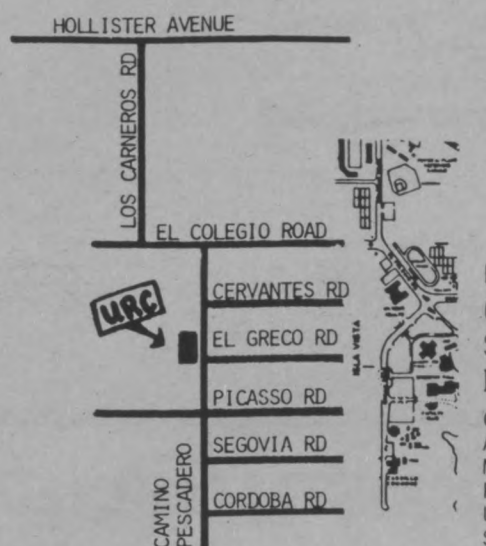 HOLLISTER AVENUE
LOS CARNEROS RD
EL COLEGIO ROAD
CERVANTES RD
URC
EL GRECO RD
ISLA VISTA
PICASSO RD
SEGOVIA RD
CAMINO
PESCADERO
CORDOBA RD